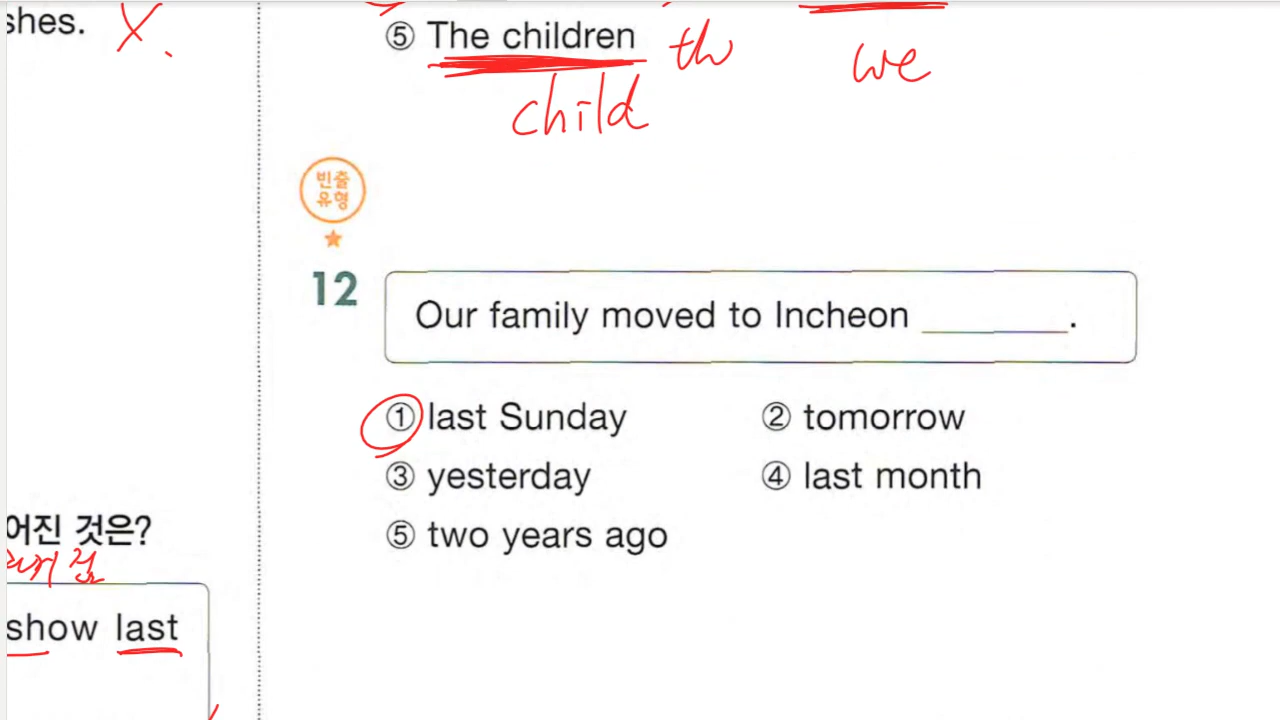 shes.
X.
⑤ The children
th
we
child
빈출
유형
12
Our family moved to Incheon ________.
① last Sunday ② tomorrow
③ yesterday ④ last month
⑤ two years ago
어진 것은?
show last